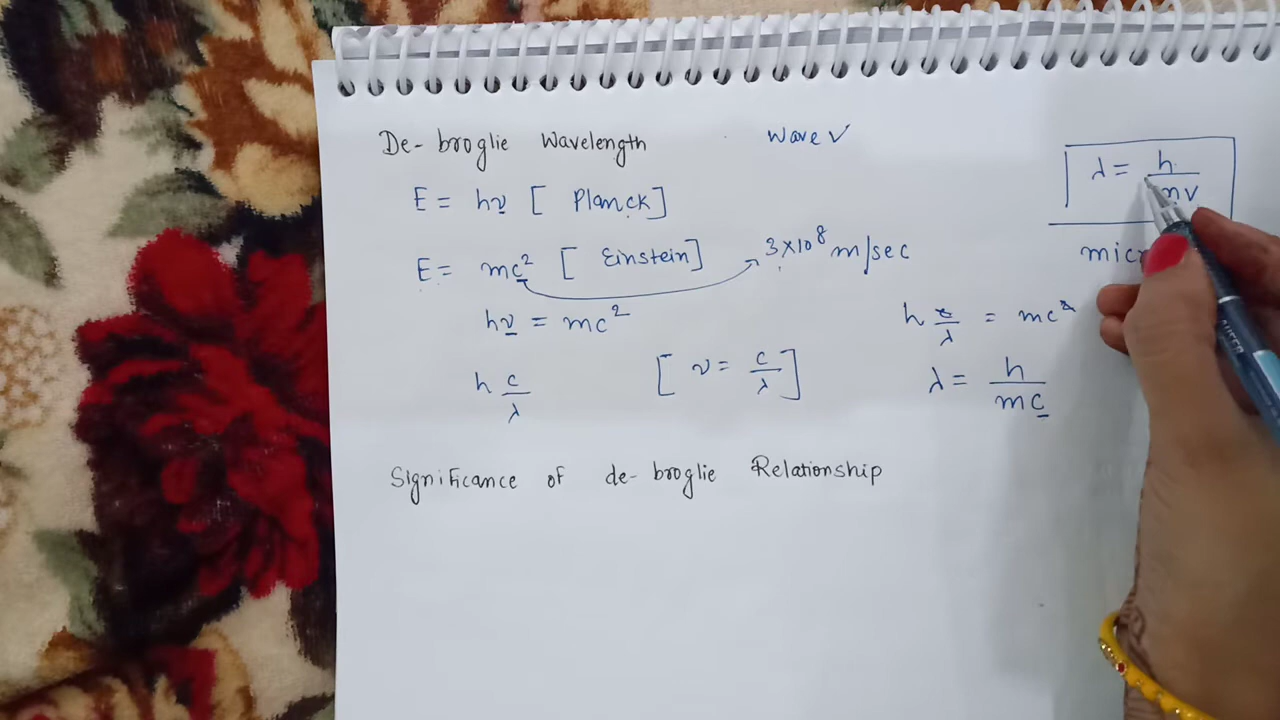 De-broglie Wavelength
Wave ✓
E = hν [ Planck ]
E = mc² [ Einstein ]
3×10⁸ m/sec
hν = mc²
h c/λ
[ ν = c/λ ]
λ = h/mv
h c/λ = mc²
λ = h/mc
Significance of de-broglie Relationship